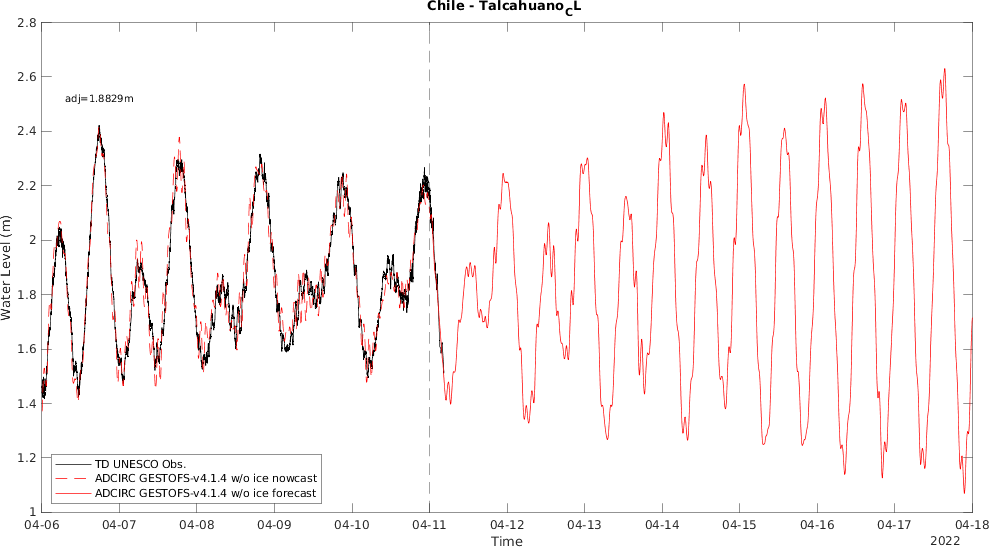 Chile - Talcahuano_CL
2.8
2.6
2.4
2.2
2
1.8
1.6
1.4
1.2
1
Water Level (m)
adj=1.8829m
TD UNESCO Obs.
ADCIRC GESTOFS-v4.1.4 w/o ice nowcast
ADCIRC GESTOFS-v4.1.4 w/o ice forecast
04-06 04-07 04-08 04-09 04-10 04-11 04-12 04-13 04-14 04-15 04-16 04-17 04-18
Time
2022